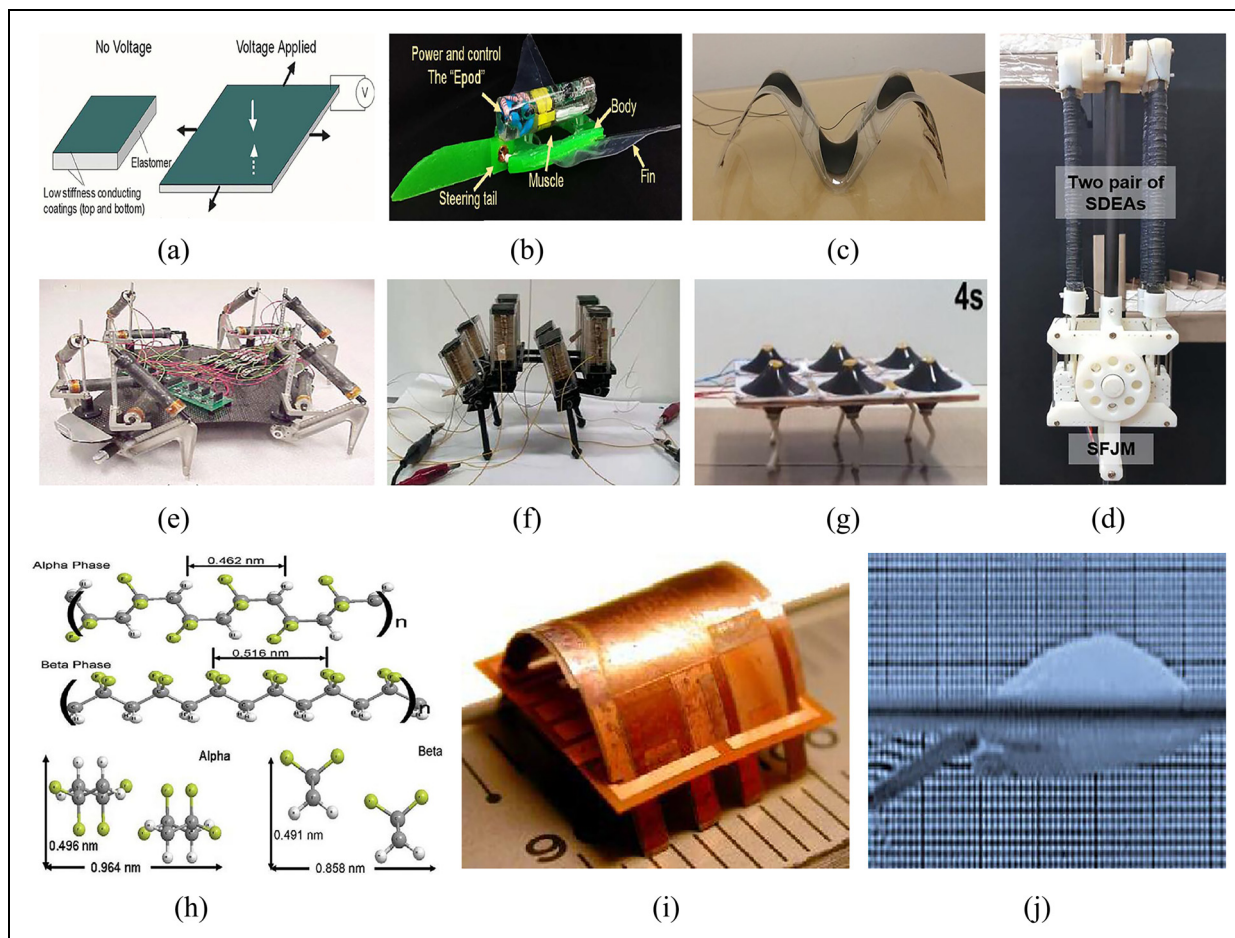 No Voltage
Voltage Applied
V
Elastomer
Low stiffness conducting
coatings (top and bottom)
(a)
Power and control
The "Epod"
Body
Muscle
Fin
Steering tail
(b)
(c)
Two pair of
SDEAs
SFJM
(d)
(e)
(f)
4s
(g)
Alpha Phase
0.462 nm
n
Beta Phase
0.516 nm
n
Alpha
Beta
0.496 nm
0.964 nm
0.491 nm
0.858 nm
(h)
9
(i)
(j)